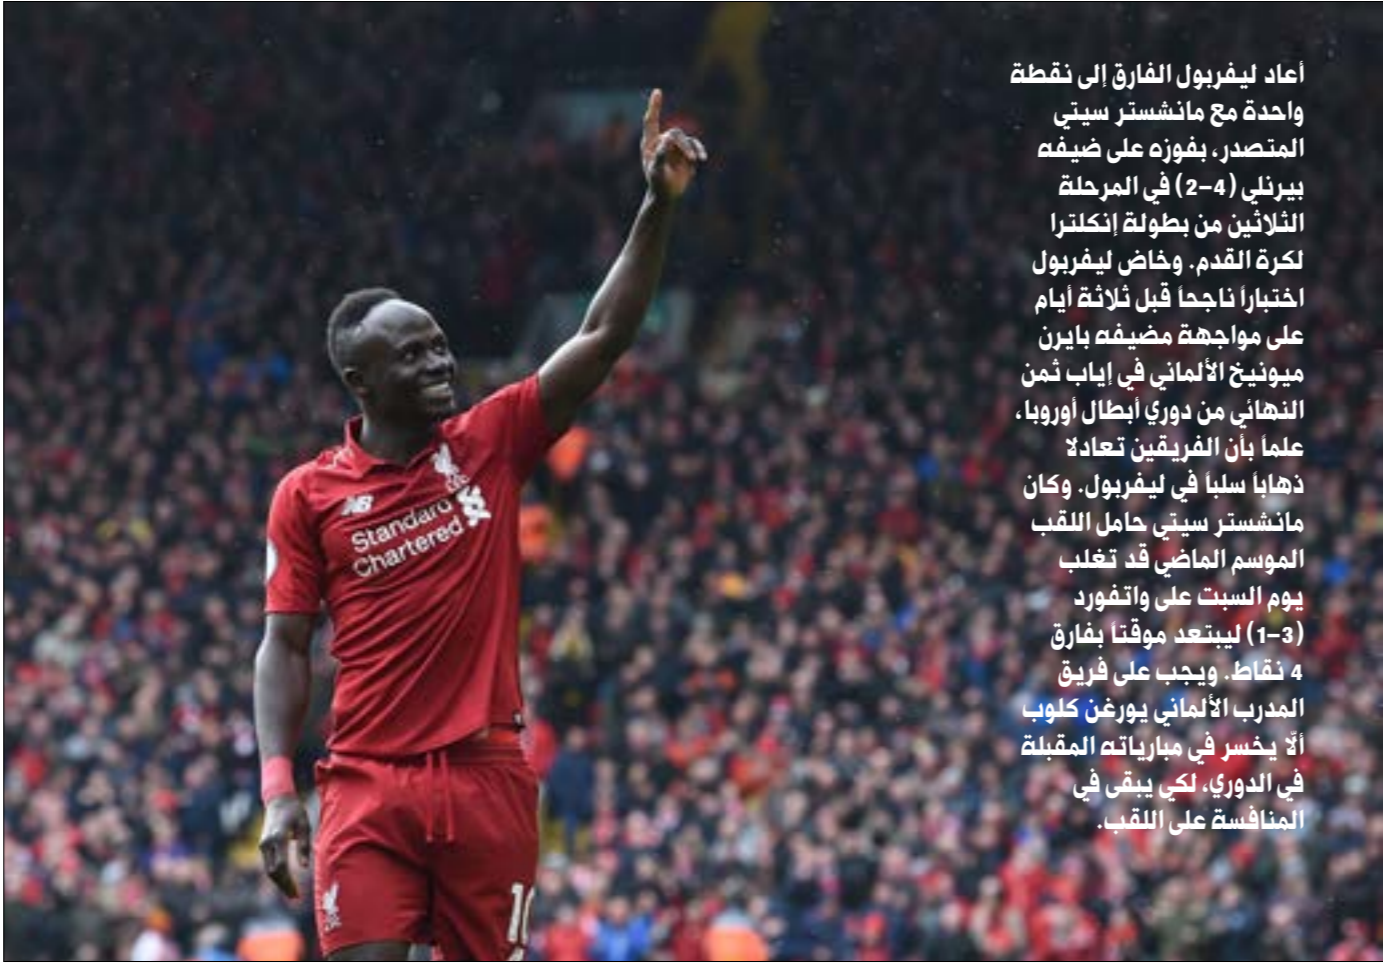 أعاد ليفربول الفارق إلى نقطة
واحدة مع مانشستر سيتي
المتصدر، بفوزه على ضيفه
بيرنلي (4-2) في المرحلة
الثلاثين من بطولة إنكلترا
لكرة القدم. وخاض ليفربول
اختباراً ناجحاً قبل ثلاثة أيام
على مواجهة مضيفه بايرن
ميونيخ الألماني في إياب ثمن
النهائي من دوري أبطال أوروبا،
علماً بأن الفريقين تعادلا
ذهاباً سلباً في ليفربول. وكان
مانشستر سيتي حامل اللقب
الموسم الماضي قد تغلب
يوم السبت على واتفورد
(3-1) ليبتعد موقتاً بفارق
4 نقاط. ويجب على فريق
المدرب الألماني يورغن كلوب
ألّا يخسر في مبارياته المقبلة
في الدوري، لكي يبقى في
المنافسة على اللقب.
NB
Standard
Chartered
10